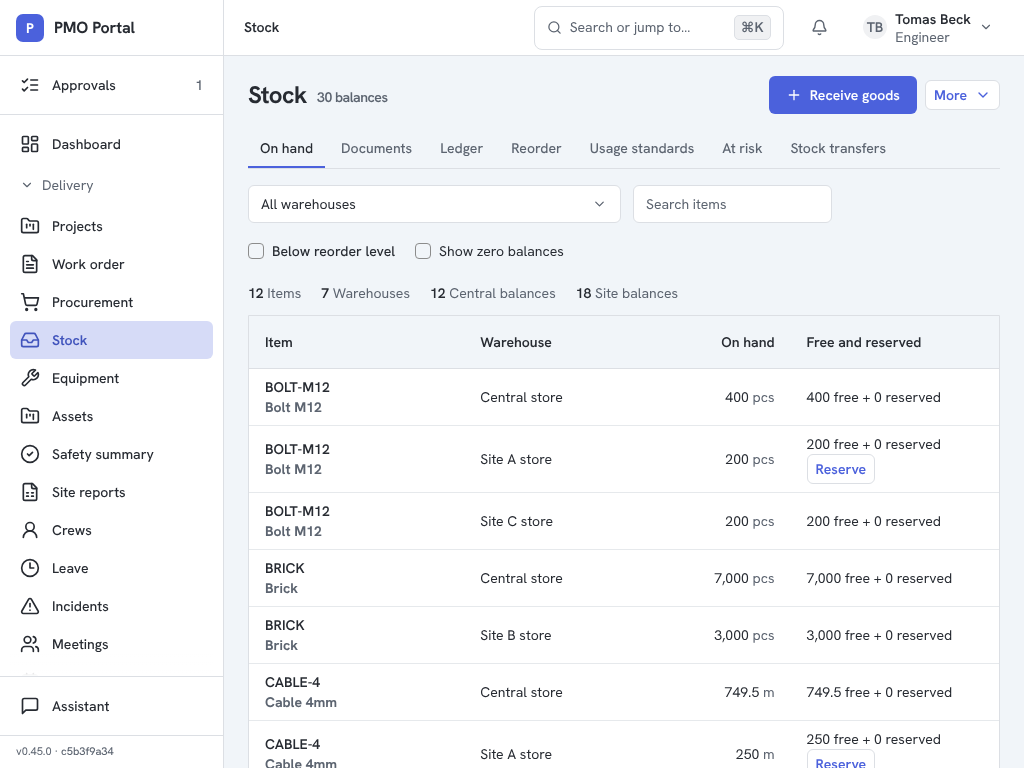 P PMO Portal
Stock
Search or jump to... ⌘K
TB
Tomas Beck
Engineer
Approvals 1
Dashboard
Delivery
Projects
Work order
Procurement
Stock
Equipment
Assets
Safety summary
Site reports
Crews
Leave
Incidents
Meetings
Assistant
v0.45.0 · c5b3f9a34
Stock 30 balances
Receive goods
More
On hand Documents Ledger Reorder Usage standards At risk Stock transfers
All warehouses
Search items
Below reorder level
Show zero balances
12 Items 7 Warehouses 12 Central balances 18 Site balances
Item Warehouse On hand Free and reserved
BOLT-M12
Bolt M12
Central store 400 pcs 400 free + 0 reserved
BOLT-M12
Bolt M12
Site A store 200 pcs 200 free + 0 reserved
Reserve
BOLT-M12
Bolt M12
Site C store 200 pcs 200 free + 0 reserved
BRICK
Brick
Central store 7,000 pcs 7,000 free + 0 reserved
BRICK
Brick
Site B store 3,000 pcs 3,000 free + 0 reserved
CABLE-4
Cable 4mm
Central store 749.5 m 749.5 free + 0 reserved
CABLE-4
Cable 4mm
Site A store 250 m 250 free + 0 reserved
Reserve